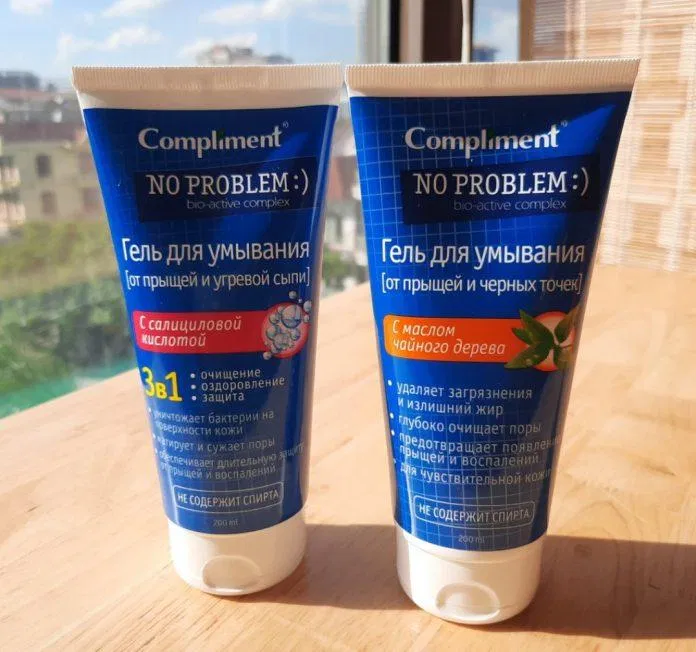 Compliment®
NO PROBLEM:)
bio-active complex
Гель для умывания
[от прыщей и угревой сыпи]
С салициловой
кислотой
3в1
• очищение
• оздоровление
• защита
• уничтожает бактерии на
поверхности кожи
• матирует и сужает поры
• обеспечивает длительную защиту
от прыщей и воспалений
НЕ СОДЕРЖИТ СПИРТА
200 ml
Compliment®
NO PROBLEM:)
bio-active complex
Гель для умывания
[от прыщей и черных точек]
С маслом
чайного дерева
• удаляет загрязнения
и излишний жир
• глубоко очищает поры
• предотвращает появлени
прыщей и воспалений
• для чувствительной кожи
НЕ СОДЕРЖИТ СПИРТА
200 ml